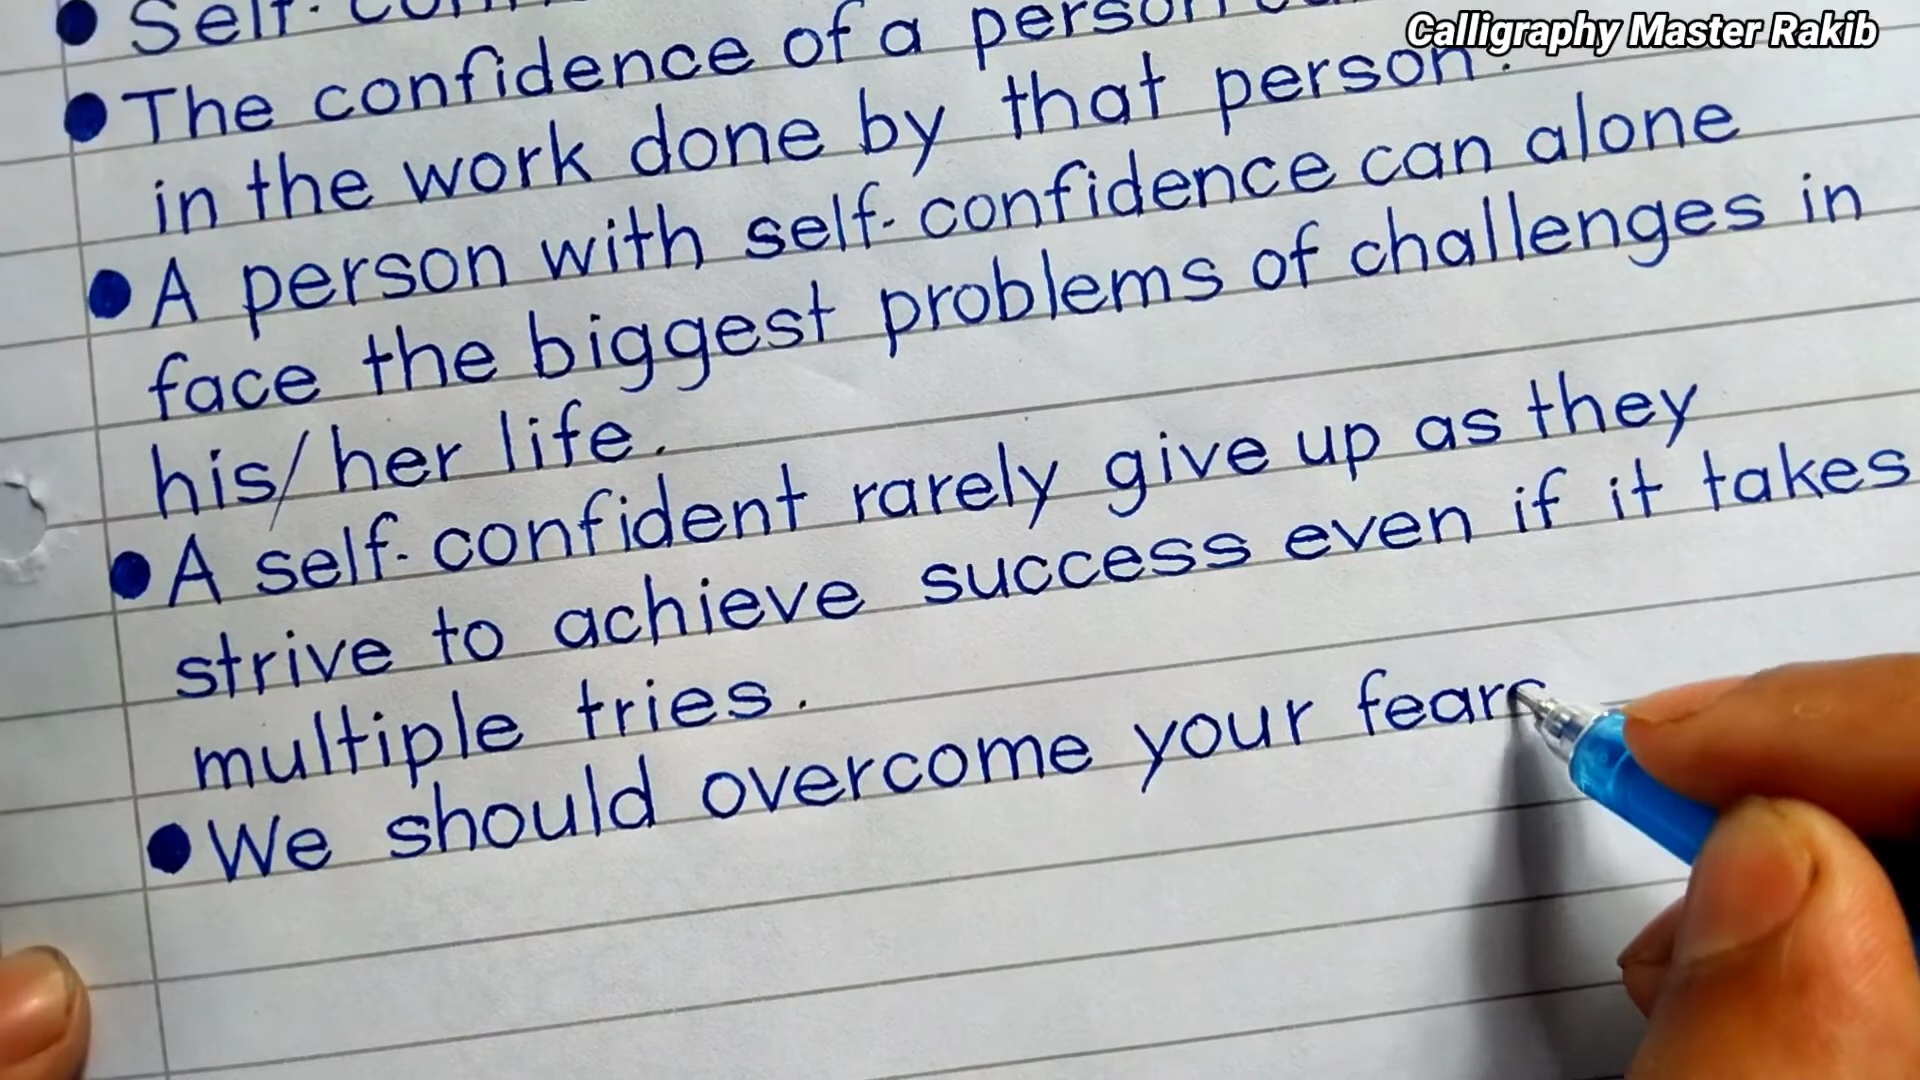 Calligraphy Master Rakib
Self-
The confidence of a person
in the work done by that person.
A person with self-confidence can alone
face the biggest problems of challenges in
his/her life.
A self-confident rarely give up as they
strive to achieve success even if it takes
multiple tries.
We should overcome your fears